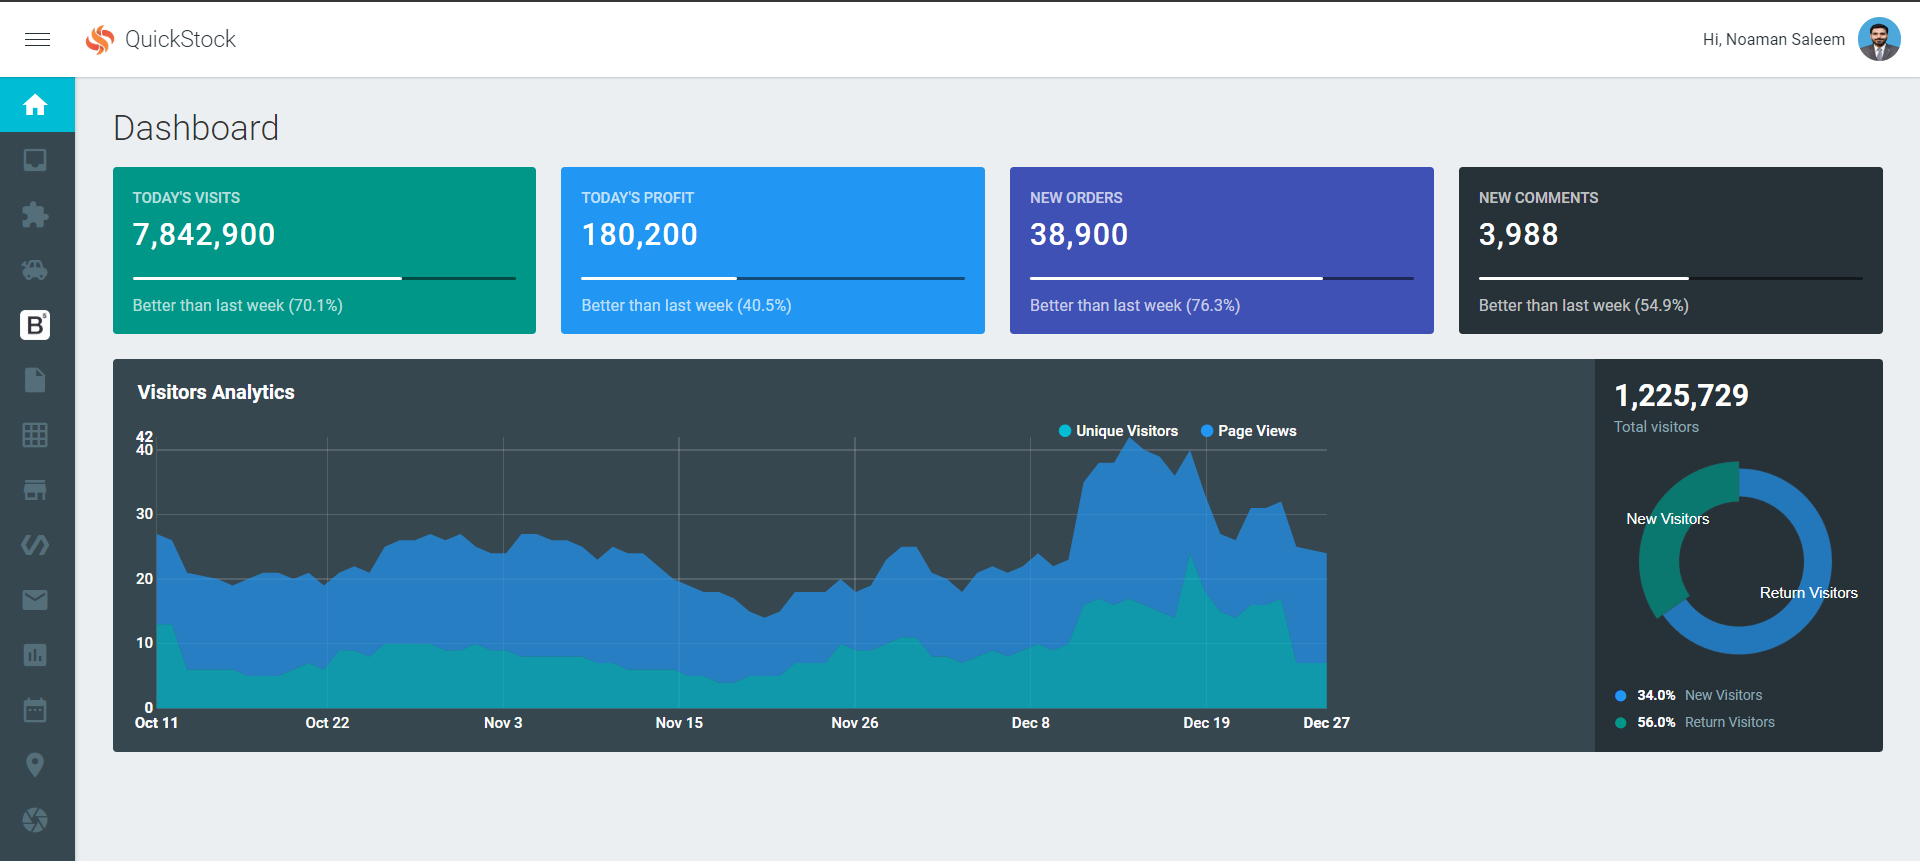 QuickStock
Hi, Noaman Saleem
Dashboard
TODAY'S VISITS
7,842,900
Better than last week (70.1%)
TODAY'S PROFIT
180,200
Better than last week (40.5%)
NEW ORDERS
38,900
Better than last week (76.3%)
NEW COMMENTS
3,988
Better than last week (54.9%)
B5
Visitors Analytics
Unique Visitors Page Views
42
40
30
20
10
0
Oct 11 Oct 22 Nov 3 Nov 15 Nov 26 Dec 8 Dec 19 Dec 27
1,225,729
Total visitors
New Visitors
Return Visitors
34.0% New Visitors
56.0% Return Visitors